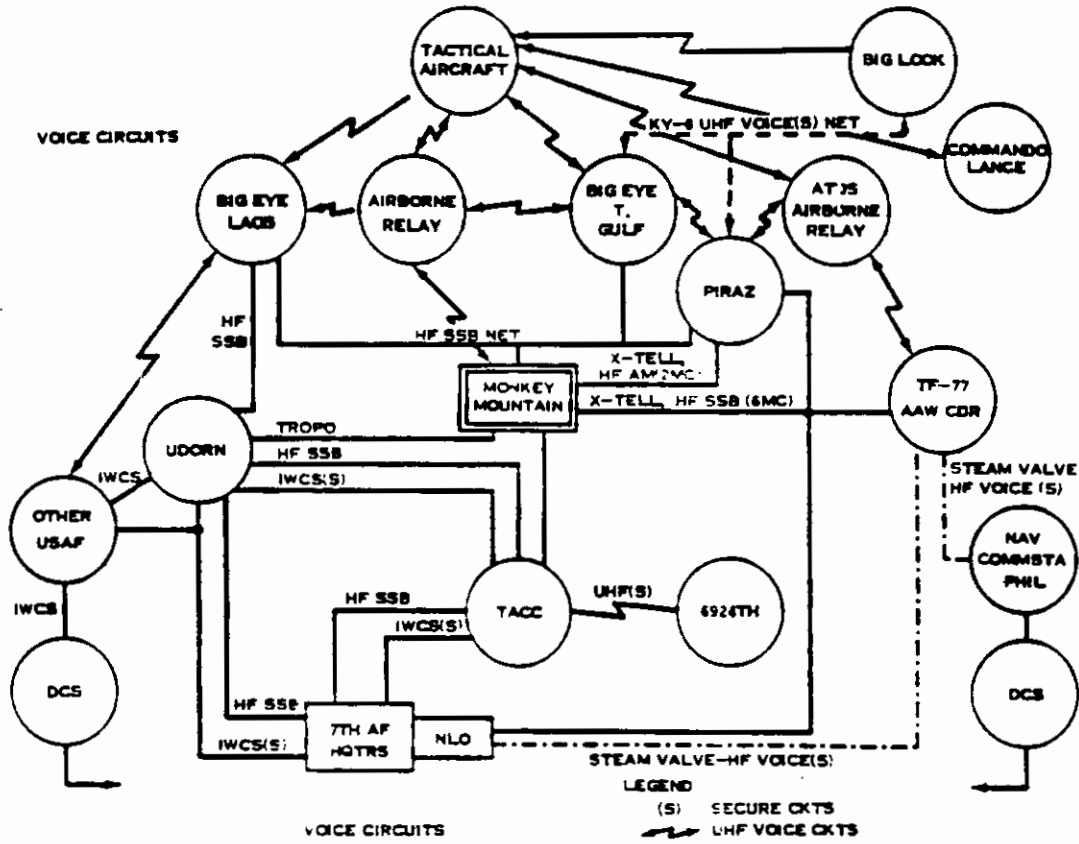 TACTICAL
AIRCRAFT
BIG LOOK
VOICE CIRCUITS
KY-8 UHF VOICE(S) NET
COMMANDO
LANCE
BIG EYE
LAOS
AIRBORNE
RELAY
BIG EYE
T.
GULF
ATDS
AIRBORNE
RELAY
PIRAZ
HF
SSB
HF SSB NET
X-TELL,
HF AM(2MC)
MONKEY
MOUNTAIN
X-TELL, HF SSB (6MC)
TF-77
AAW CDR
TROPO
UDORN
HF SSB
IWCS
IWCS(S)
STEAM VALVE
HF VOICE (S)
OTHER
USAF
NAV
COMMSTA
PHIL
IWCS
HF SSB
TACC
UHF(S)
6924TH
IWCS(S)
DCS
DCS
HF SSB
7TH AF
HQTRS
NLO
IWCS(S)
STEAM VALVE-HF VOICE(S)
LEGEND
(S) SECURE CKTS
UHF VOICE CKTS
VOICE CIRCUITS